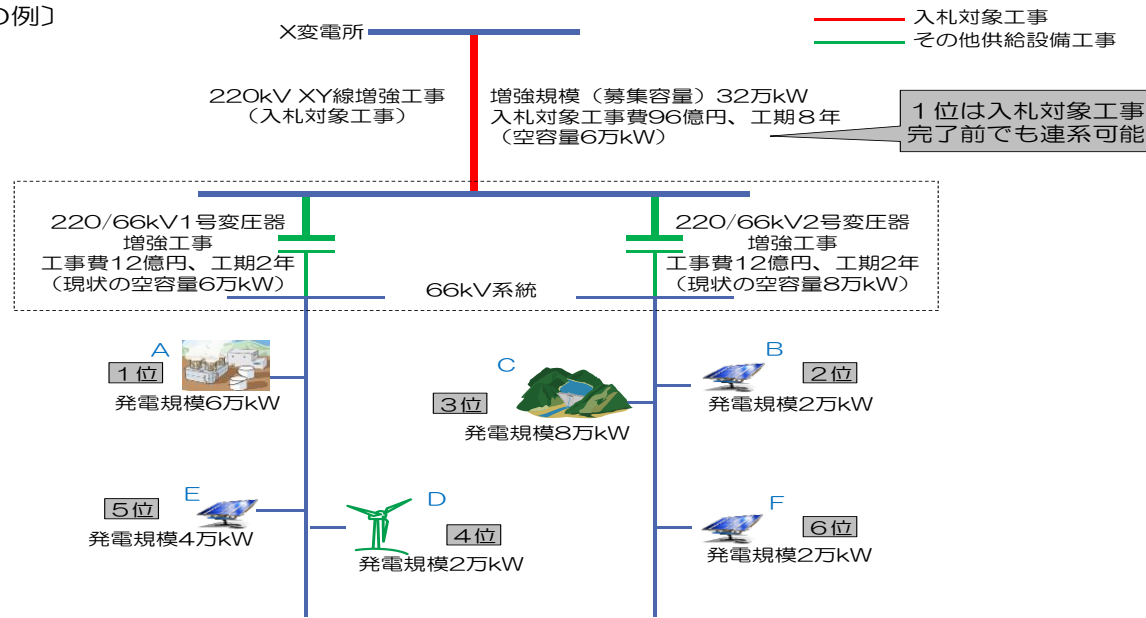 の例〕
X変電所
入札対象工事
その他供給設備工事
220kV XY線増強工事
（入札対象工事）
増強規模（募集容量）32万kW
入札対象工事費96億円、工期８年
（空容量6万kW）
１位は入札対象工事
完了前でも連系可能
220/66kV1号変圧器
増強工事
工事費12億円、工期2年
（現状の空容量6万kW）
220/66kV2号変圧器
増強工事
工事費12億円、工期2年
（現状の空容量8万kW）
66kV系統
A
１位
発電規模6万kW
C
３位
発電規模8万kW
B
２位
発電規模2万kW
E
５位
発電規模4万kW
D
４位
発電規模2万kW
F
６位
発電規模2万kW